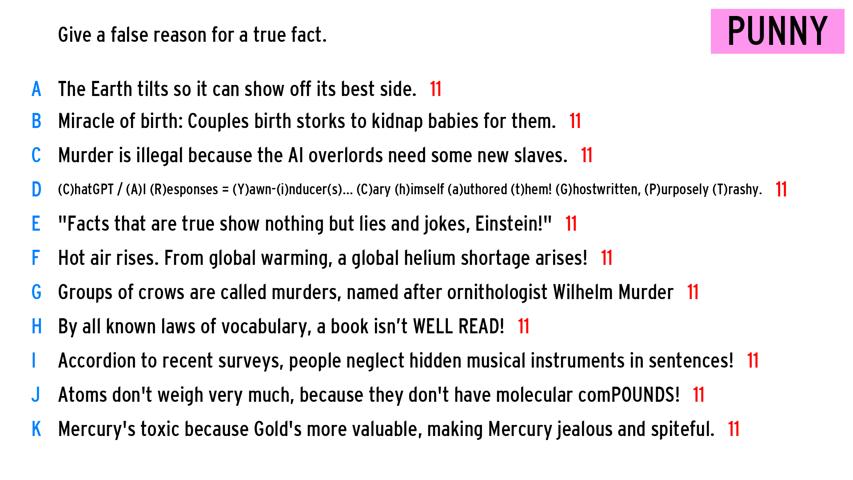 Give a false reason for a true fact.
PUNNY
A The Earth tilts so it can show off its best side. 11
B Miracle of birth: Couples birth storks to kidnap babies for them. 11
C Murder is illegal because the AI overlords need some new slaves. 11
D (C)hatGPT / (A)I (R)esponses = (Y)awn-(i)nducer(s)... (C)ary (h)imself (a)uthored (t)hem! (G)hostwritten, (P)urposely (T)rashy. 11
E "Facts that are true show nothing but lies and jokes, Einstein!" 11
F Hot air rises. From global warming, a global helium shortage arises! 11
G Groups of crows are called murders, named after ornithologist Wilhelm Murder 11
H By all known laws of vocabulary, a book isn't WELL READ! 11
I Accordion to recent surveys, people neglect hidden musical instruments in sentences! 11
J Atoms don't weigh very much, because they don't have molecular comPOUNDS! 11
K Mercury's toxic because Gold's more valuable, making Mercury jealous and spiteful. 11